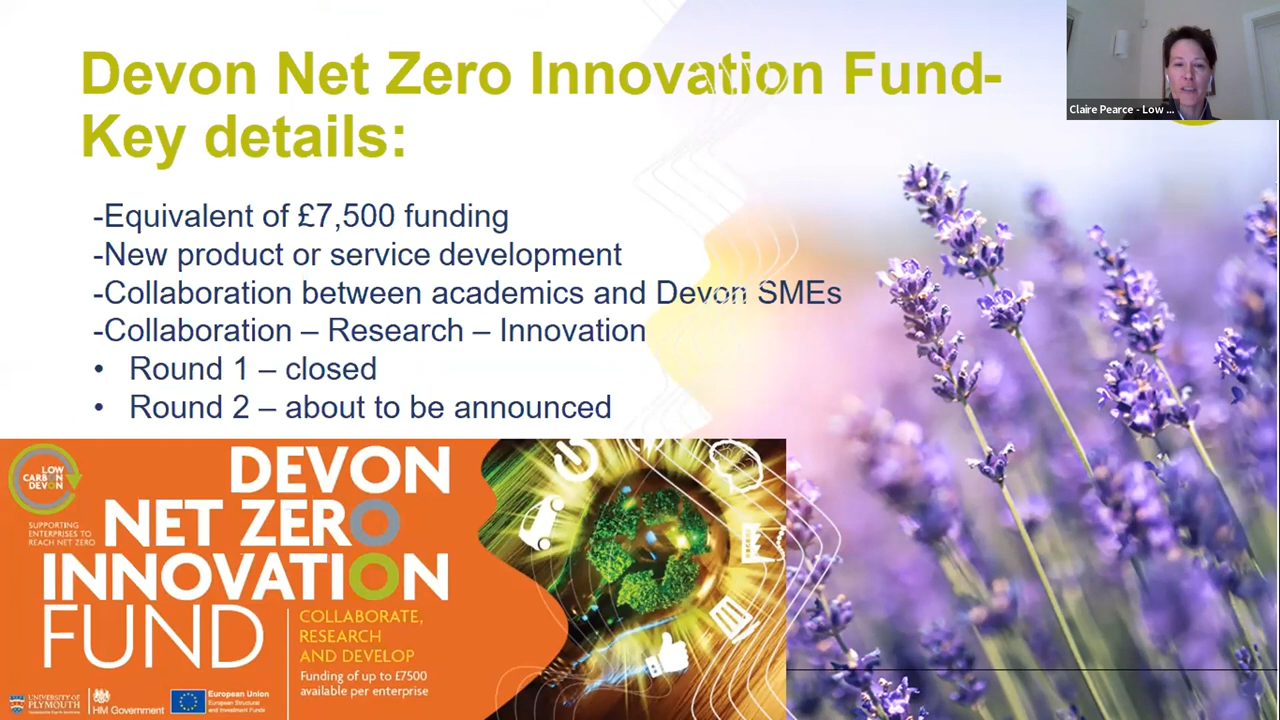 Devon Net Zero Innovation Fund-
Key details:
Claire Pearce - Low ...
-Equivalent of £7,500 funding
-New product or service development
-Collaboration between academics and Devon SMEs
-Collaboration – Research – Innovation
• Round 1 – closed
• Round 2 – about to be announced
LOW
CARBON
DEVON
SUPPORTING
ENTERPRISES TO
REACH NET ZERO
DEVON
NET ZERO
INNOVATION
FUND
COLLABORATE,
RESEARCH
AND DEVELOP
Funding of up to £7500
available per enterprise
UNIVERSITY OF
PLYMOUTH
HM Government
European Union
European Structural
and Investment Funds